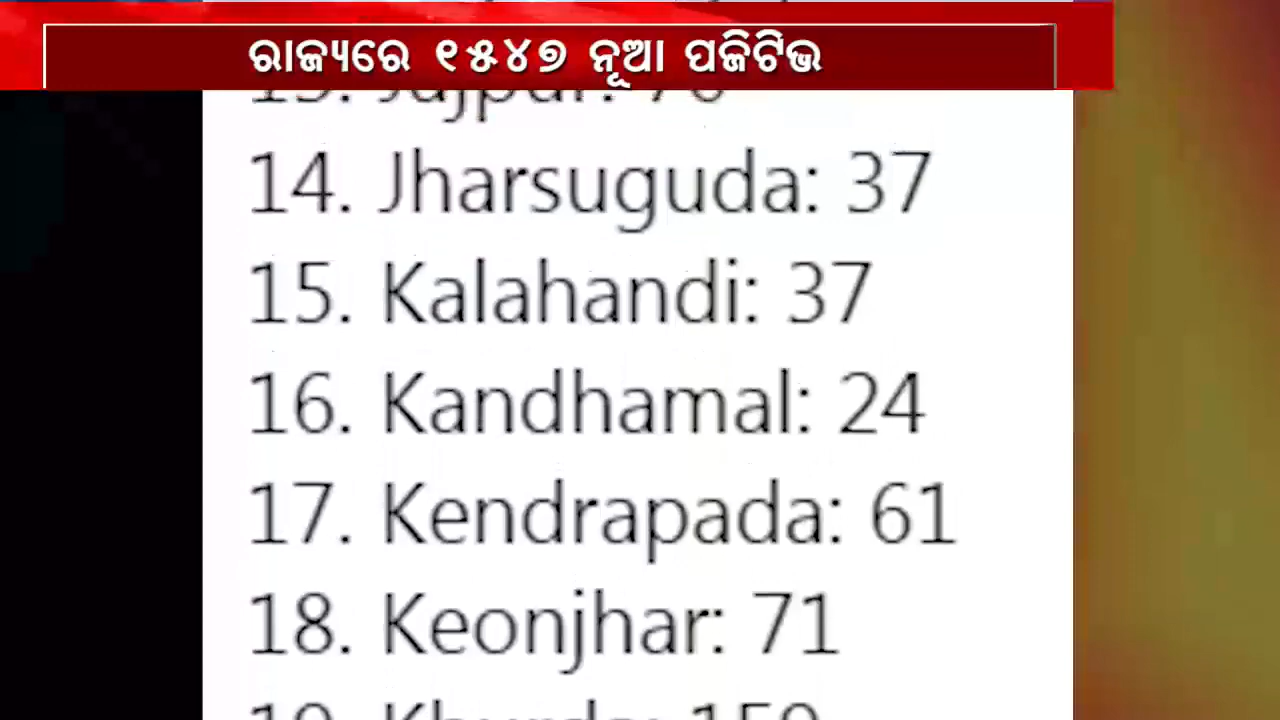 ରାଜ୍ୟରେ ୧୫୪୭ ନୂଆ ପଜିଟିଭ
14. Jharsuguda: 37
15. Kalahandi: 37
16. Kandhamal: 24
17. Kendrapada: 61
18. Keonjhar: 71